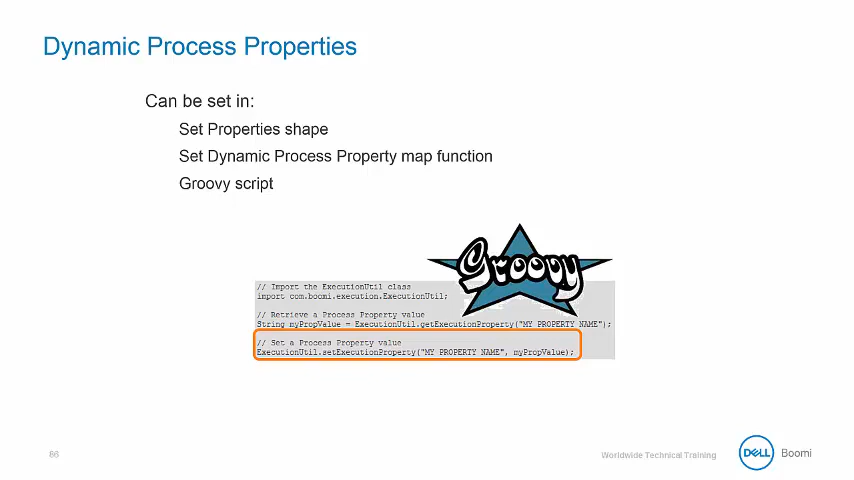 Dynamic Process Properties
Can be set in:
Set Properties shape
Set Dynamic Process Property map function
Groovy script
Groovy
// Import the ExecutionUtil class
import com.boomi.execution.ExecutionUtil;
// Retrieve a Process Property value
String myPropValue = ExecutionUtil.getExecutionProperty("MY PROPERTY NAME");
// Set a Process Property value
ExecutionUtil.setExecutionProperty("MY PROPERTY NAME", myPropValue);
86
Worldwide Technical Training
DELL Boomi